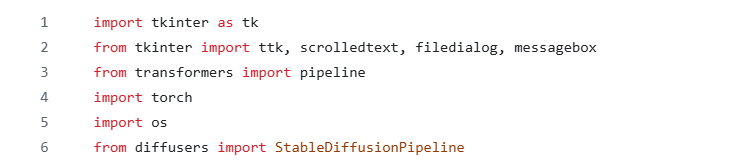 1 import tkinter as tk
2 from tkinter import ttk, scrolledtext, filedialog, messagebox
3 from transformers import pipeline
4 import torch
5 import os
6 from diffusers import StableDiffusionPipeline